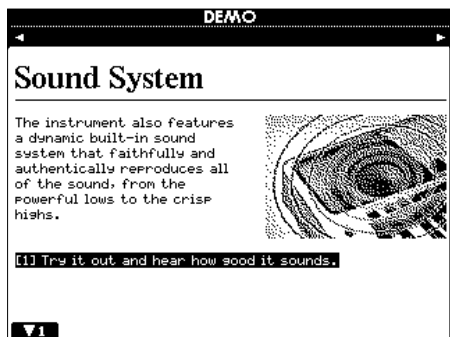 DEMO
Sound System
The instrument also features
a dynamic built-in sound
system that faithfully and
authentically reproduces all
of the sound, from the
powerful lows to the crisp
highs.
[1] Try it out and hear how good it sounds.
▼1